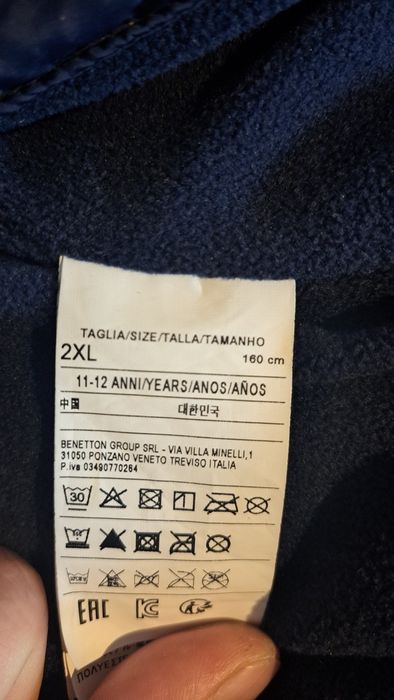 TAGLIA/SIZE/TALLA/TAMANHO
2XL 160 cm
11-12 ANNI/YEARS/ANOS/AÑOS
中国 대한민국
BENETTON GROUP SRL - VIA VILLA MINELLI,1
31050 PONZANO VENETO TREVISO ITALIA
P.iva 03490770264
30
EAC